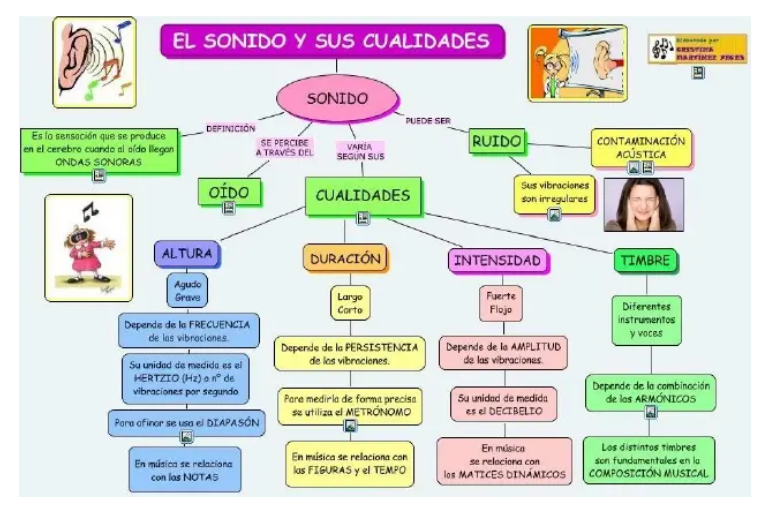 EL SONIDO Y SUS CUALIDADES
Elaborado por
CRISTINA
MARTÍNEZ
SONIDO
DEFINICIÓN
SE PERCIBE
A TRAVÉS DEL
VARÍA
SEGUN SUS
PUEDE SER
Es la sensación que se produce
en el cerebro cuando al oído llegan
ONDAS SONORAS
OÍDO
CUALIDADES
RUIDO
CONTAMINACIÓN
ACÚSTICA
Sus vibraciones
son irregulares
ALTURA
Agudo
Grave
Depende de la FRECUENCIA
de las vibraciones.
Su unidad de medida es el
HERTZIO (Hz) o nº de
vibraciones por segundo
Para afinar se usa el DIAPASÓN
En música se relaciona
con las NOTAS
DURACIÓN
Largo
Corto
Depende de la PERSISTENCIA
de las vibraciones.
Para medirla de forma precisa
se utiliza el METRÓNOMO
En música se relaciona con
las FIGURAS y el TEMPO
INTENSIDAD
Fuerte
Flojo
Depende de la AMPLITUD
de las vibraciones.
Su unidad de medida
es el DECIBELIO
En música
se relaciona con
los MATICES DINÁMICOS
TIMBRE
Diferentes
instrumentos
y voces
Depende de la combinación
de los ARMÓNICOS
Los distintos timbres
son fundamentales en la
COMPOSICIÓN MUSICAL